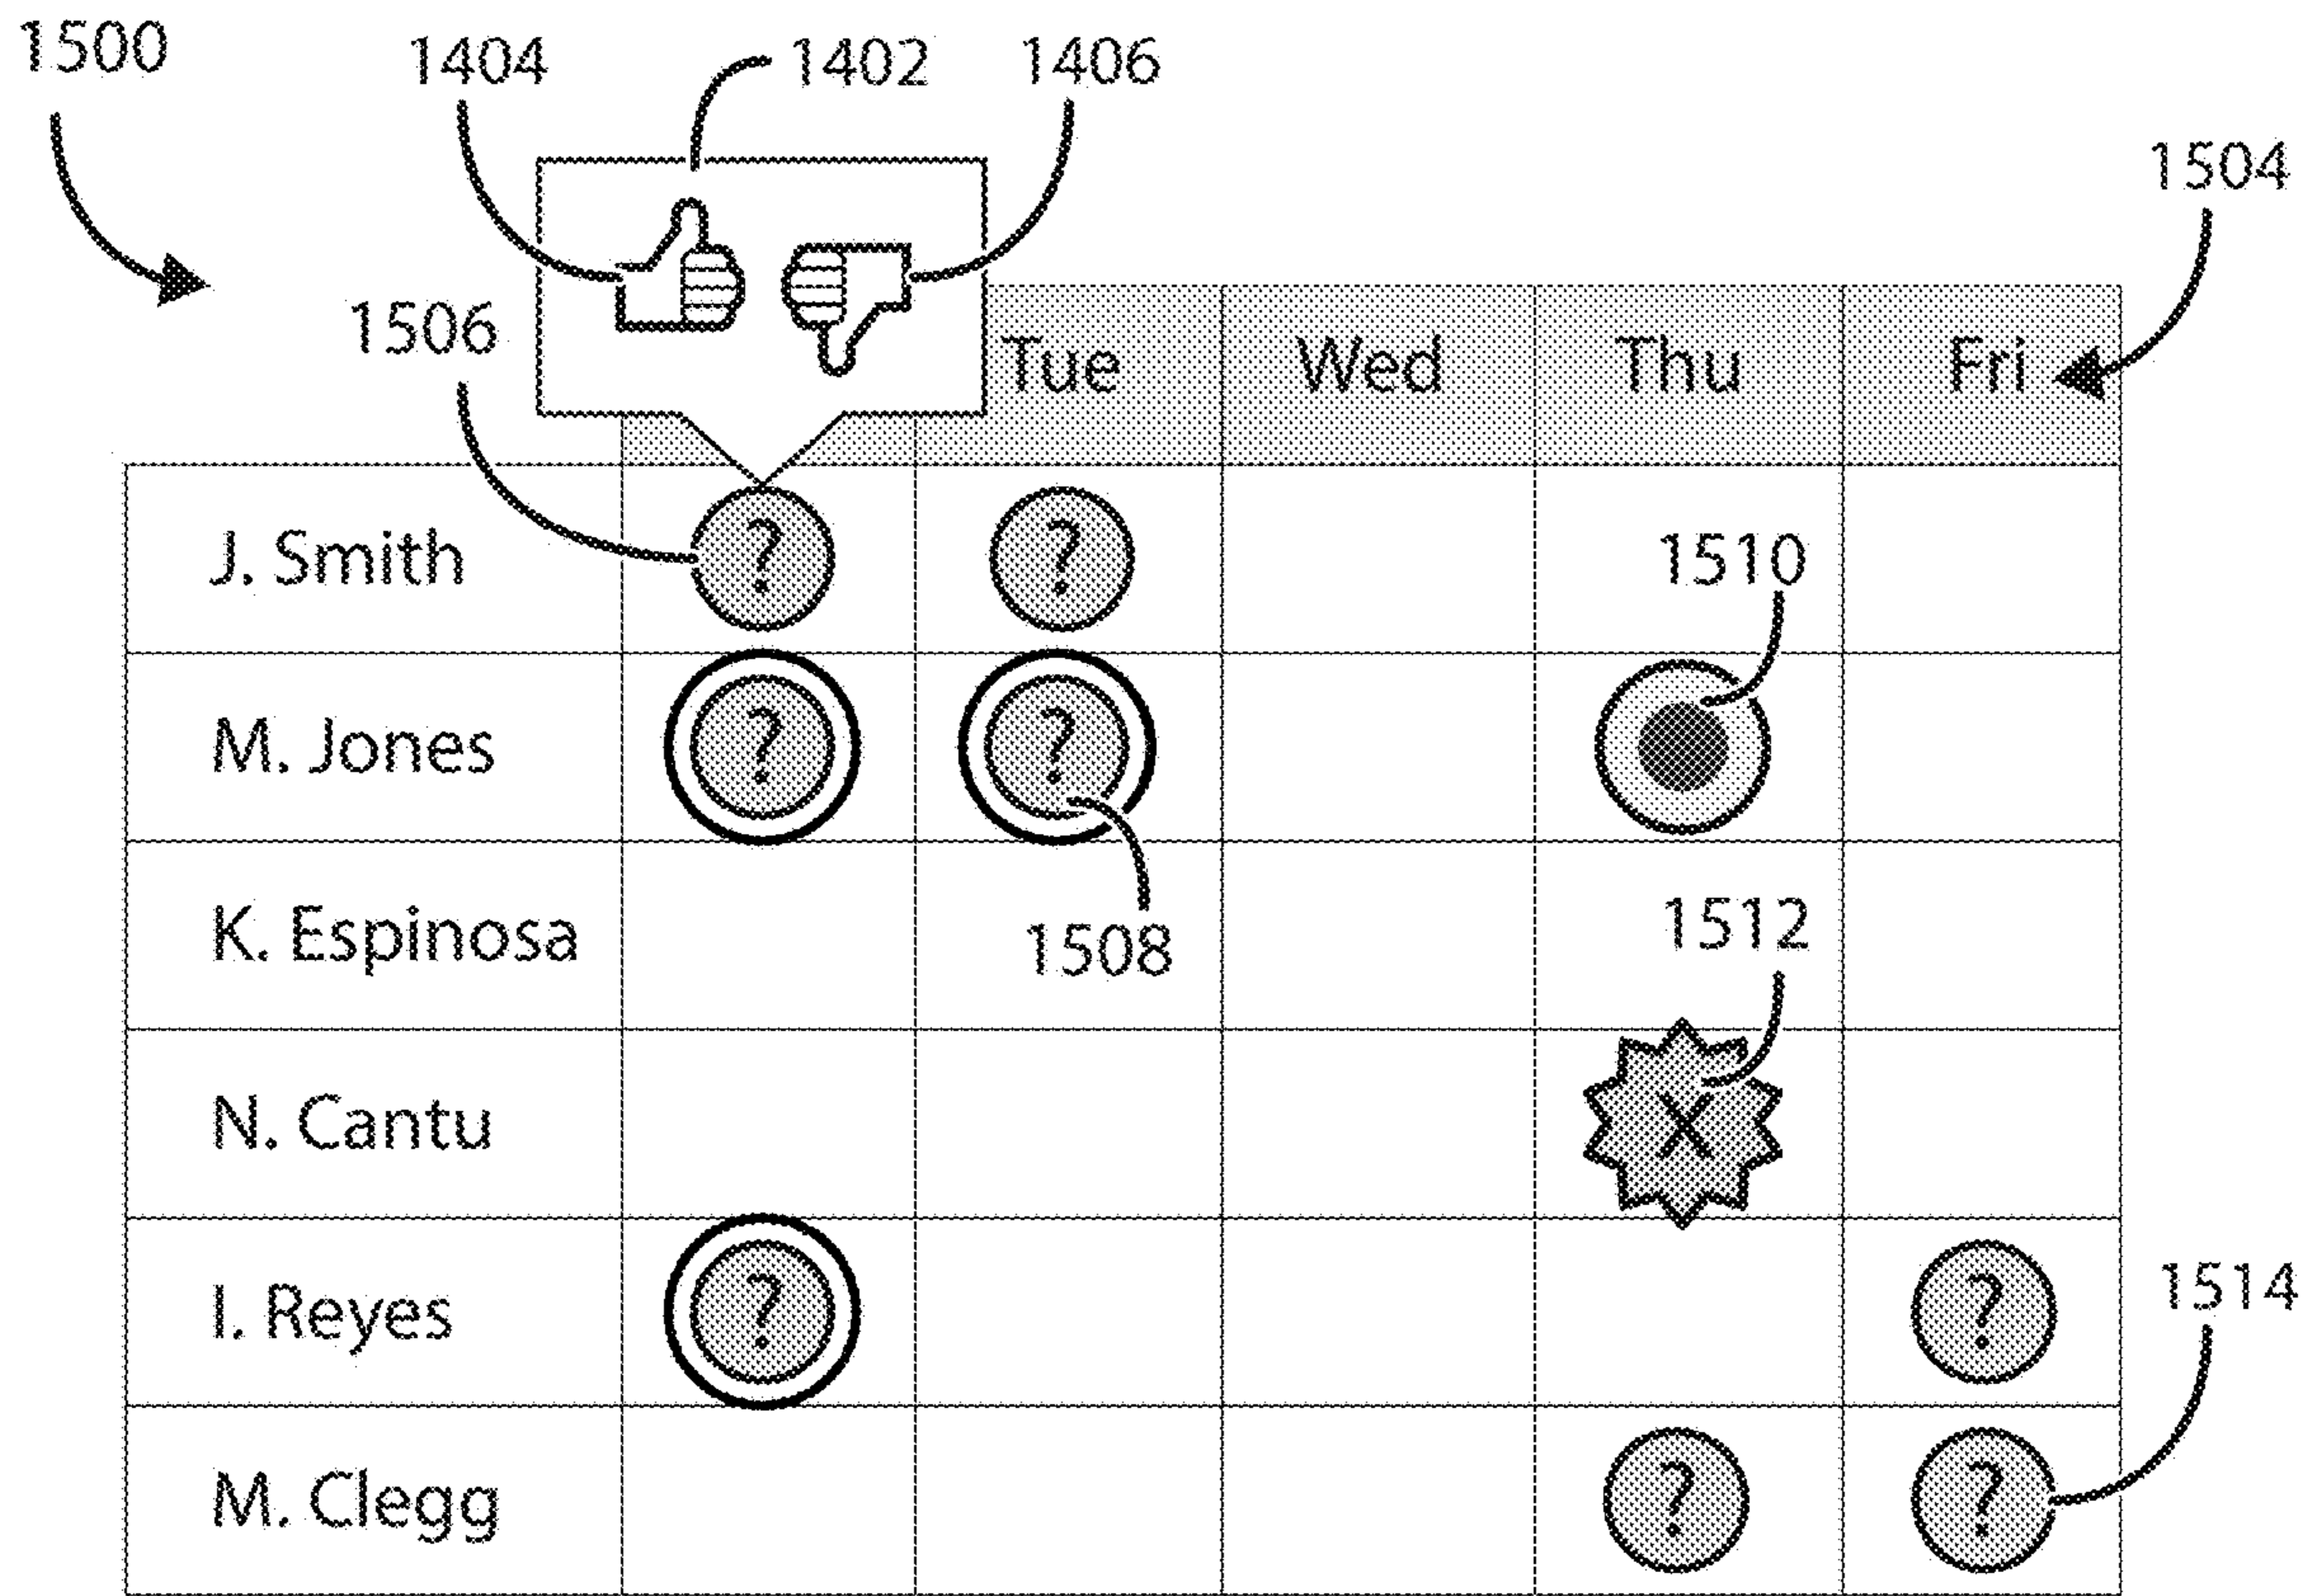 1500
1404
1402
1406
1504
1506
Tue Wed Thu Fri
J. Smith ? ?
1510
M. Jones ? ?
K. Espinosa
1508
1512
N. Cantu X
I. Reyes ? ?
1514
M. Clegg ? ?